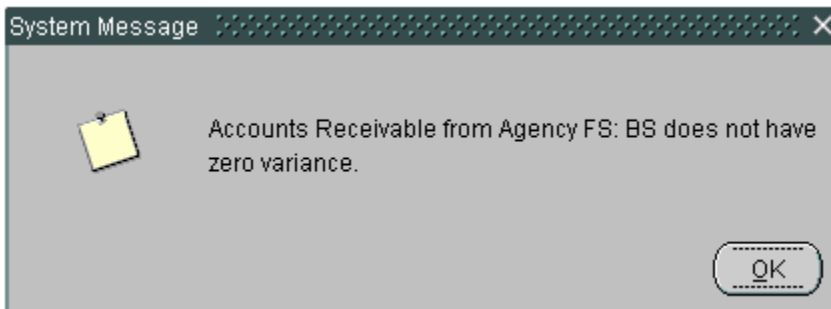 System Message
Accounts Receivable from Agency FS: BS does not have
zero variance.
OK